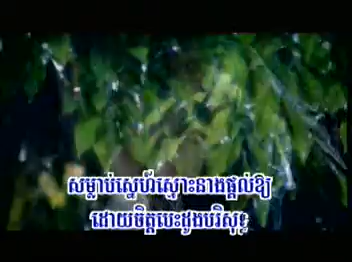 សម្លាប់ស្នេហ៍ស្មោះនាងផ្ដល់ឱ្យ
ដោយចិត្តបេះដូងបរិសុទ្ធ